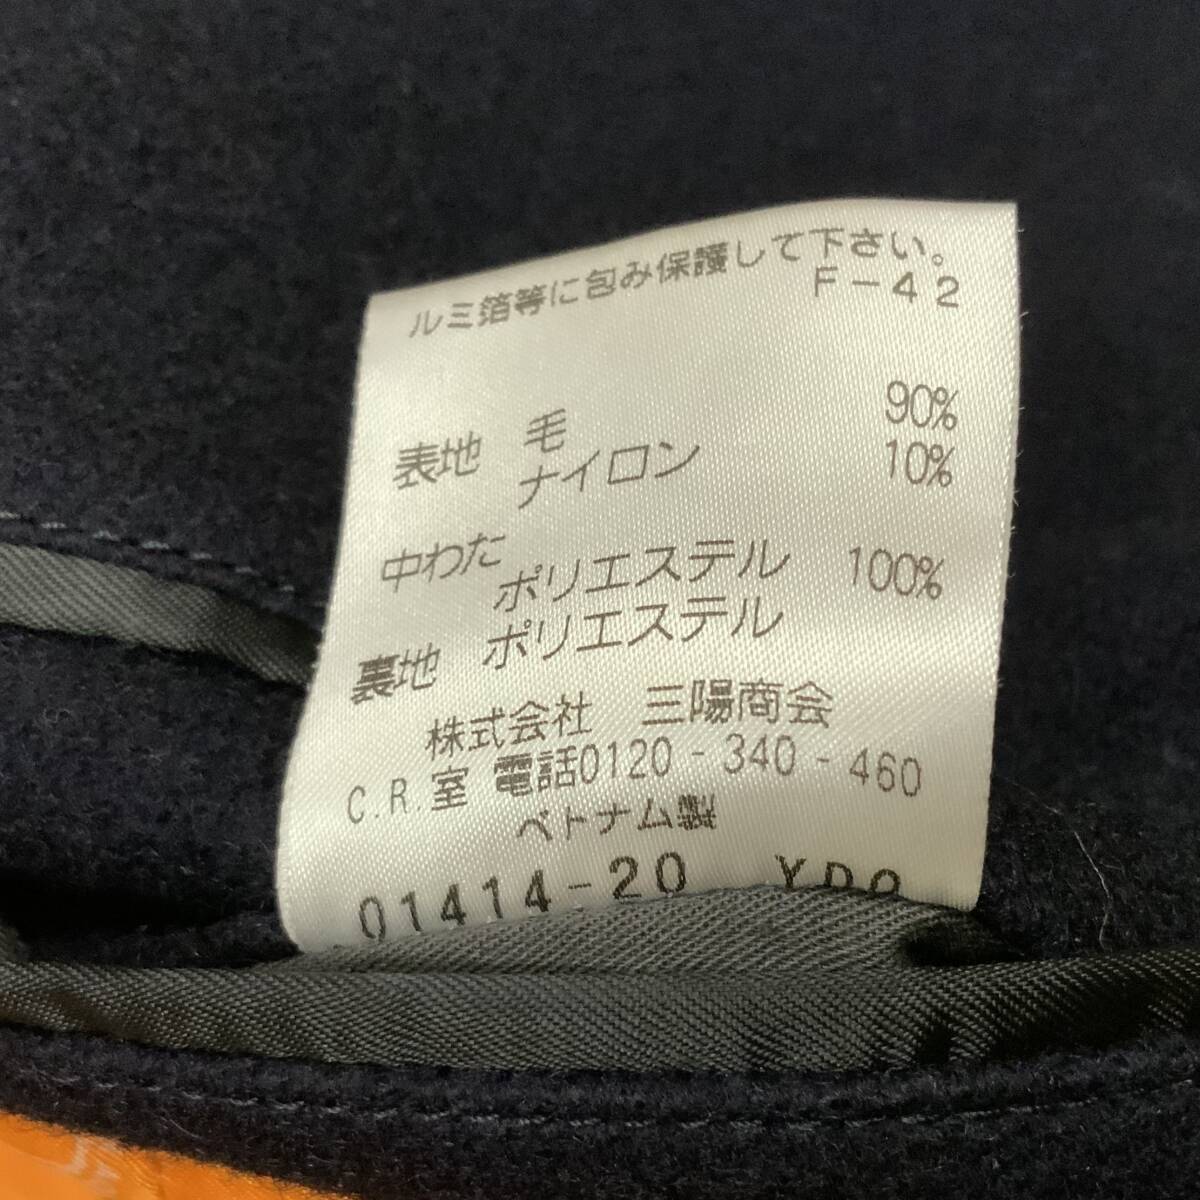 ルミ箔等に包み保護して下さい。
F-42
表地 毛 90%
ナイロン 10%
中わた ポリエステル 100%
裏地 ポリエステル
株式会社 三陽商会
C.R.室 電話0120-340-460
ベトナム製
01414-20